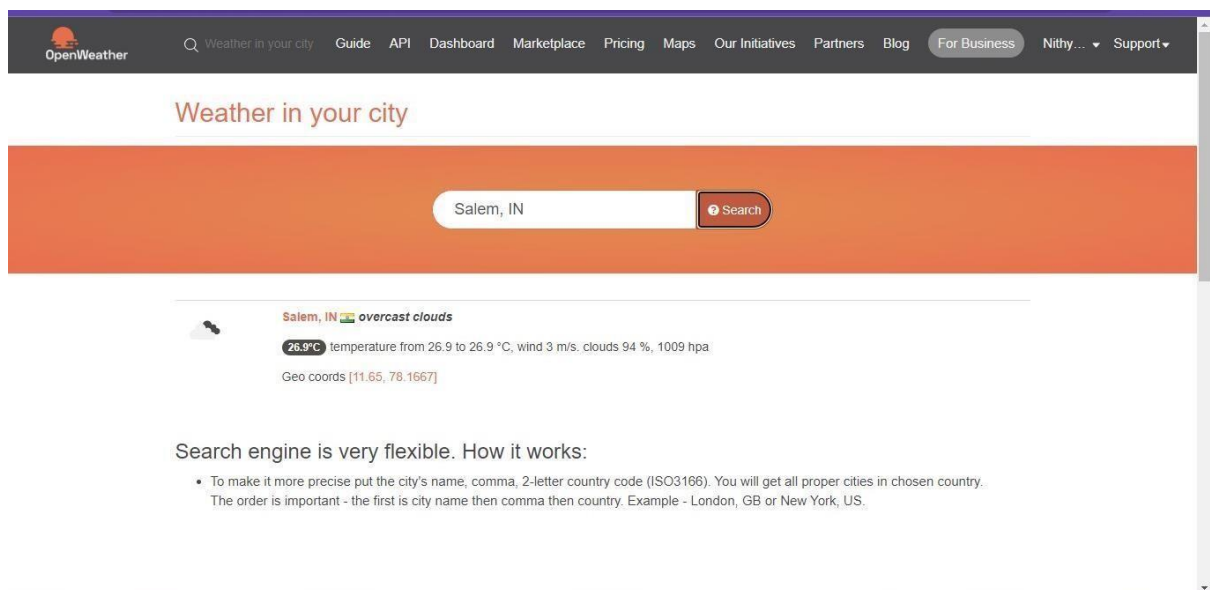 OpenWeather
Weather in your city Guide API Dashboard Marketplace Pricing Maps Our Initiatives Partners Blog For Business Nithy... Support
Weather in your city
Salem, IN Search
Salem, IN overcast clouds
26.9°C temperature from 26.9 to 26.9 °C, wind 3 m/s. clouds 94 %, 1009 hpa
Geo coords [11.65, 78.1667]
Search engine is very flexible. How it works:
• To make it more precise put the city's name, comma, 2-letter country code (ISO3166). You will get all proper cities in chosen country.
The order is important - the first is city name then comma then country. Example - London, GB or New York, US.